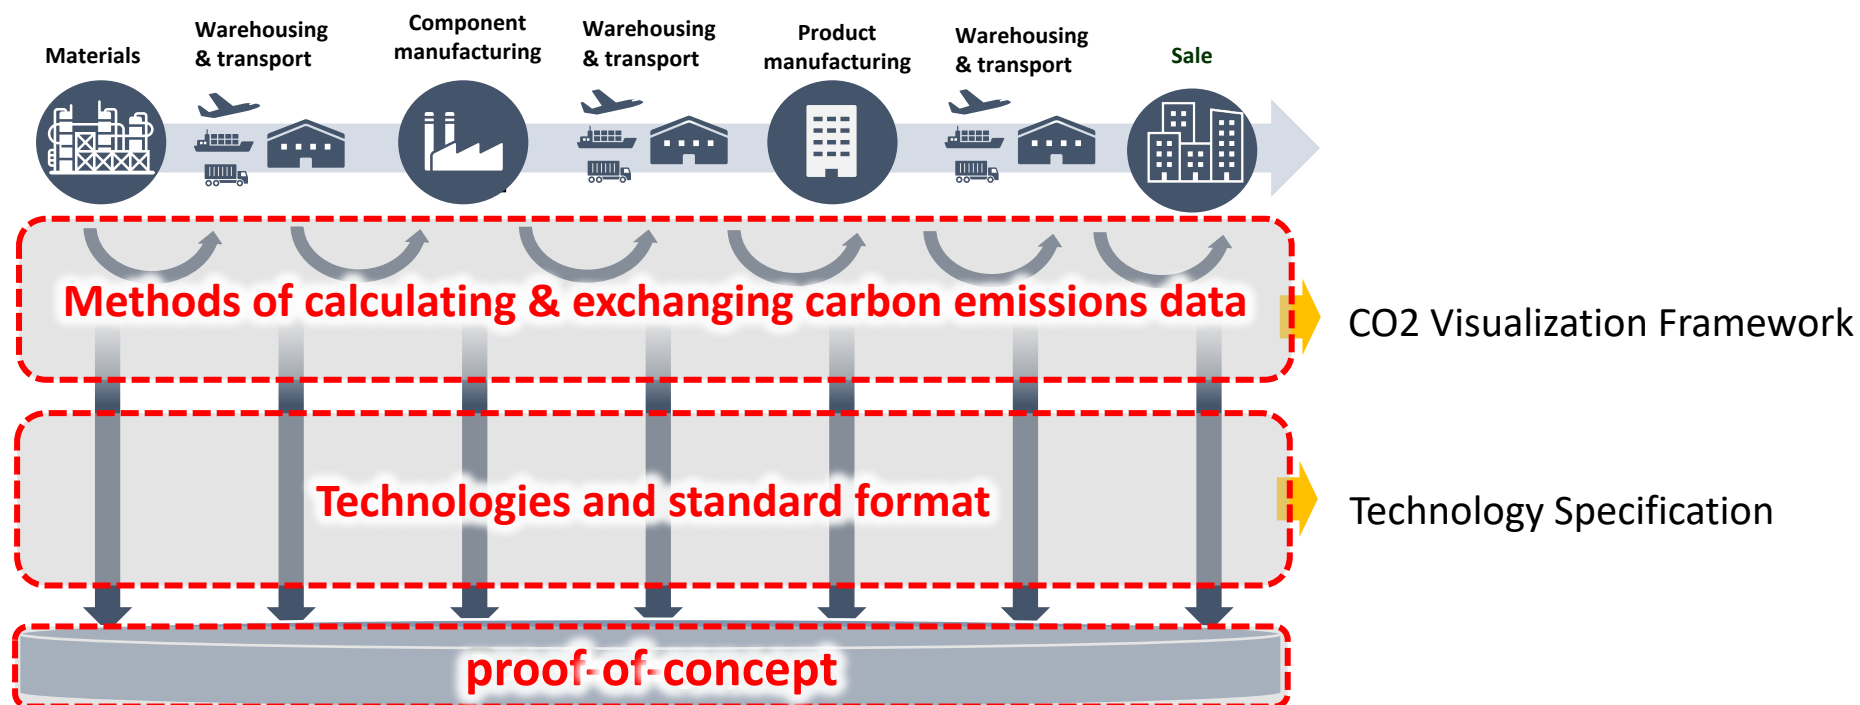 Materials
Warehousing
& transport
Component
manufacturing
Warehousing
& transport
Product
manufacturing
Warehousing
& transport
Sale
Methods of calculating & exchanging carbon emissions data
CO2 Visualization Framework
Technologies and standard format
Technology Specification
proof-of-concept